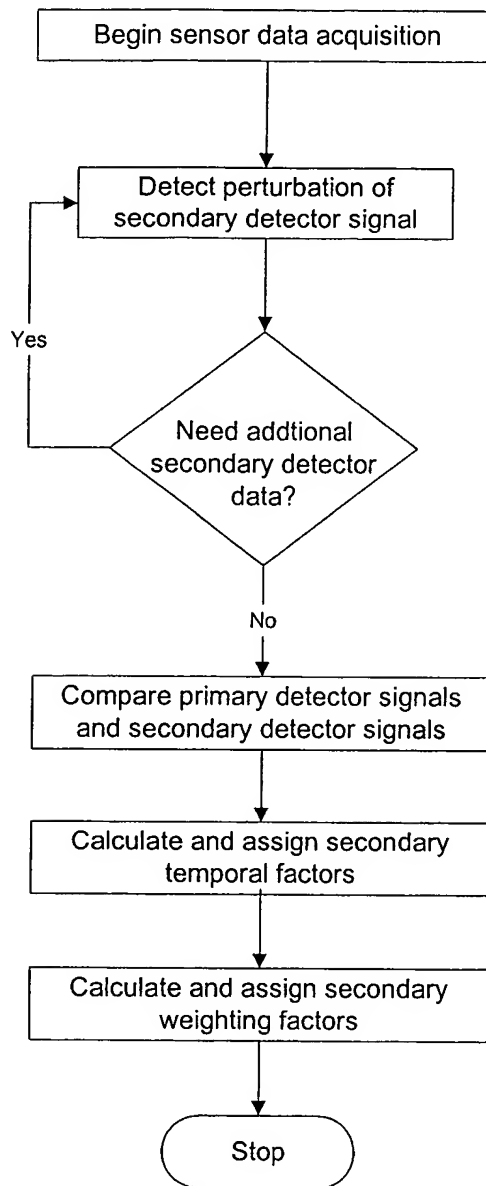 Begin sensor data acquisition
Detect perturbation of
secondary detector signal
Yes
Need addtional
secondary detector
data?
No
Compare primary detector signals
and secondary detector signals
Calculate and assign secondary
temporal factors
Calculate and assign secondary
weighting factors
Stop